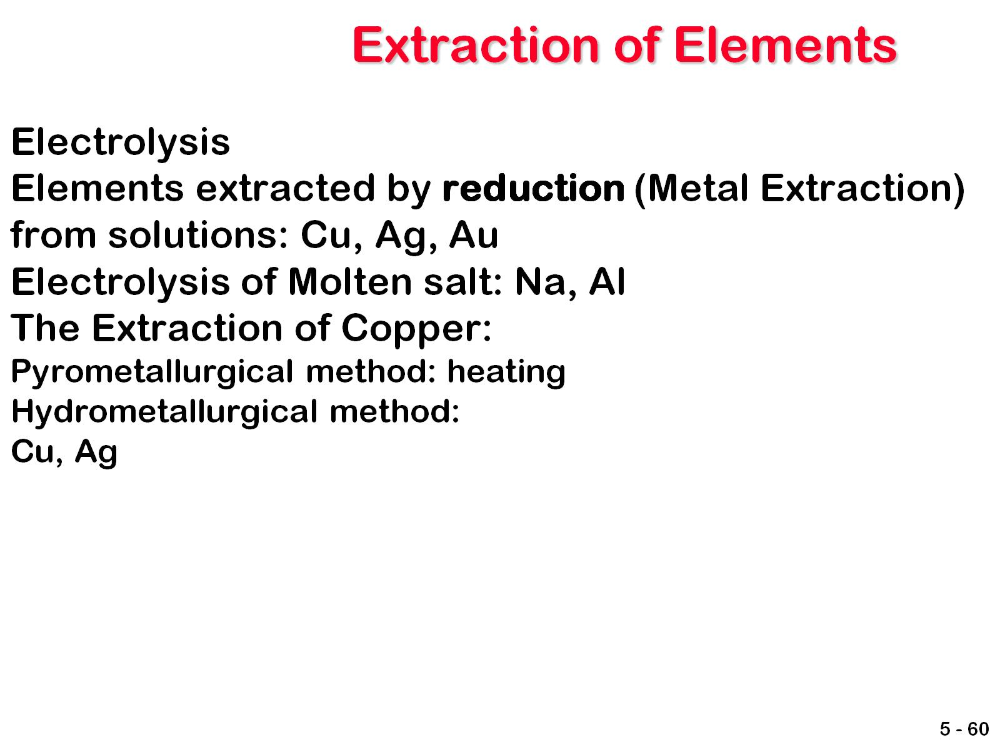 Extraction of Elements
Electrolysis
Elements extracted by reduction (Metal Extraction)
from solutions: Cu, Ag, Au
Electrolysis of Molten salt: Na, Al
The Extraction of Copper:
Pyrometallurgical method: heating
Hydrometallurgical method:
Cu, Ag
5 - 60